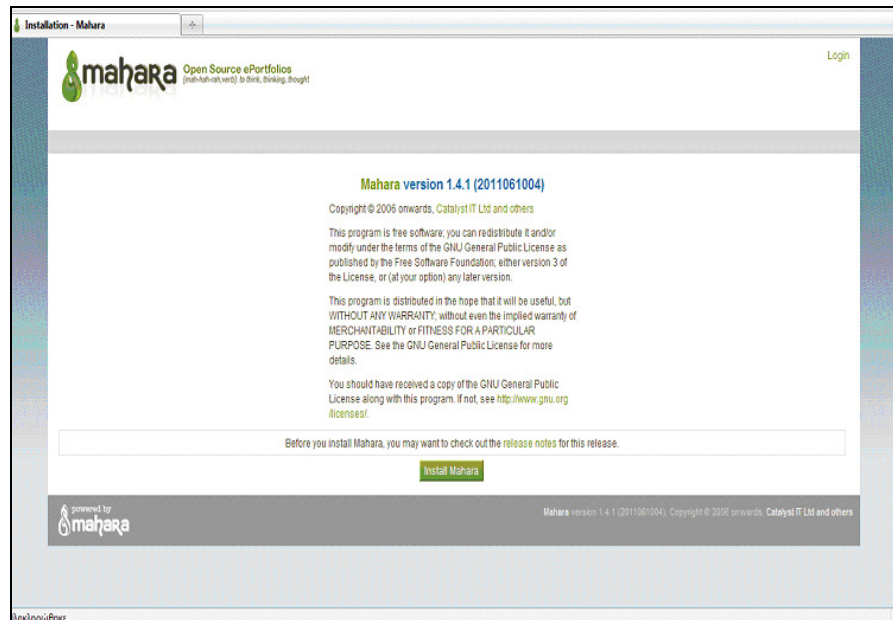 Installation - Mahara
Login
mahara Open Source ePortfolios
[mah-hah-rah,verb]: to think, thinking, thought
Mahara version 1.4.1 (2011061004)
Copyright © 2006 onwards, Catalyst IT Ltd and others
This program is free software; you can redistribute it and/or
modify under the terms of the GNU General Public License as
published by the Free Software Foundation; either version 3 of
the License, or (at your option) any later version.
This program is distributed in the hope that it will be useful, but
WITHOUT ANY WARRANTY; without even the implied warranty of
MERCHANTABILITY or FITNESS FOR A PARTICULAR
PURPOSE. See the GNU General Public License for more
details.
You should have received a copy of the GNU General Public
License along with this program. If not, see http://www.gnu.org
/licenses/.
Before you install Mahara, you may want to check out the release notes for this release.
Install Mahara
powered by
mahara
Mahara version 1.4.1 (2011061004), Copyright © 2006 onwards, Catalyst IT Ltd and others